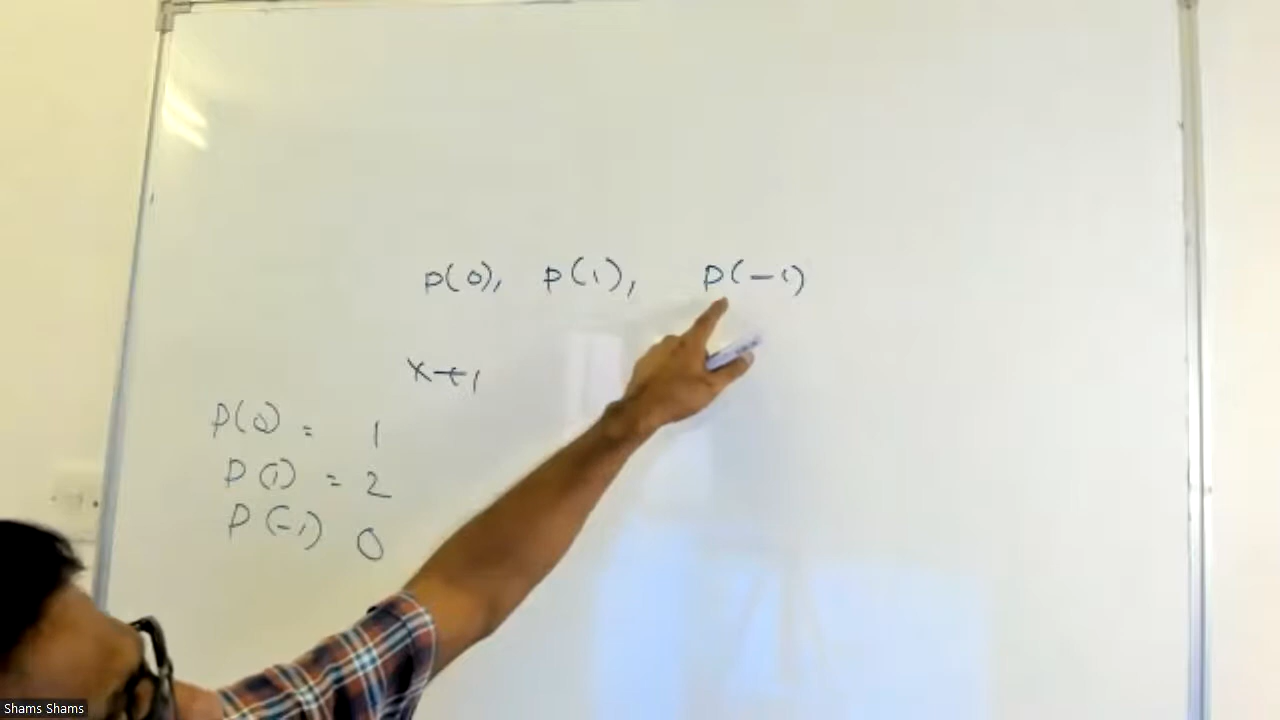 P(0), P(1), P(-1)
x+1
P(0) = 1
P(1) = 2
P(-1) 0
Shams Shams